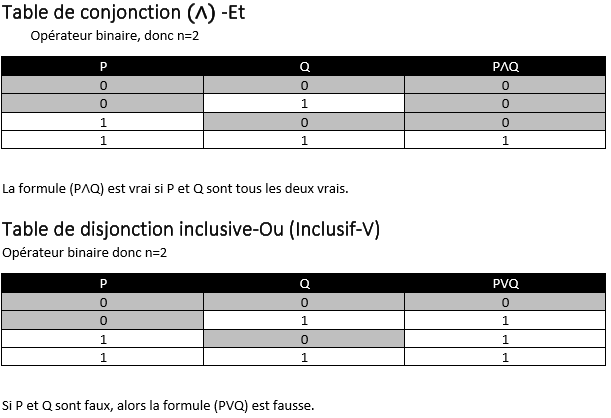 Table de conjonction (Λ) -Et
Opérateur binaire, donc n=2
P Q PΛQ
0 0 0
0 1 0
1 0 0
1 1 1
La formule (PΛQ) est vrai si P et Q sont tous les deux vrais.
Table de disjonction inclusive-Ou (Inclusif-V)
Opérateur binaire donc n=2
P Q PVQ
0 0 0
0 1 1
1 0 1
1 1 1
Si P et Q sont faux, alors la formule (PVQ) est fausse.